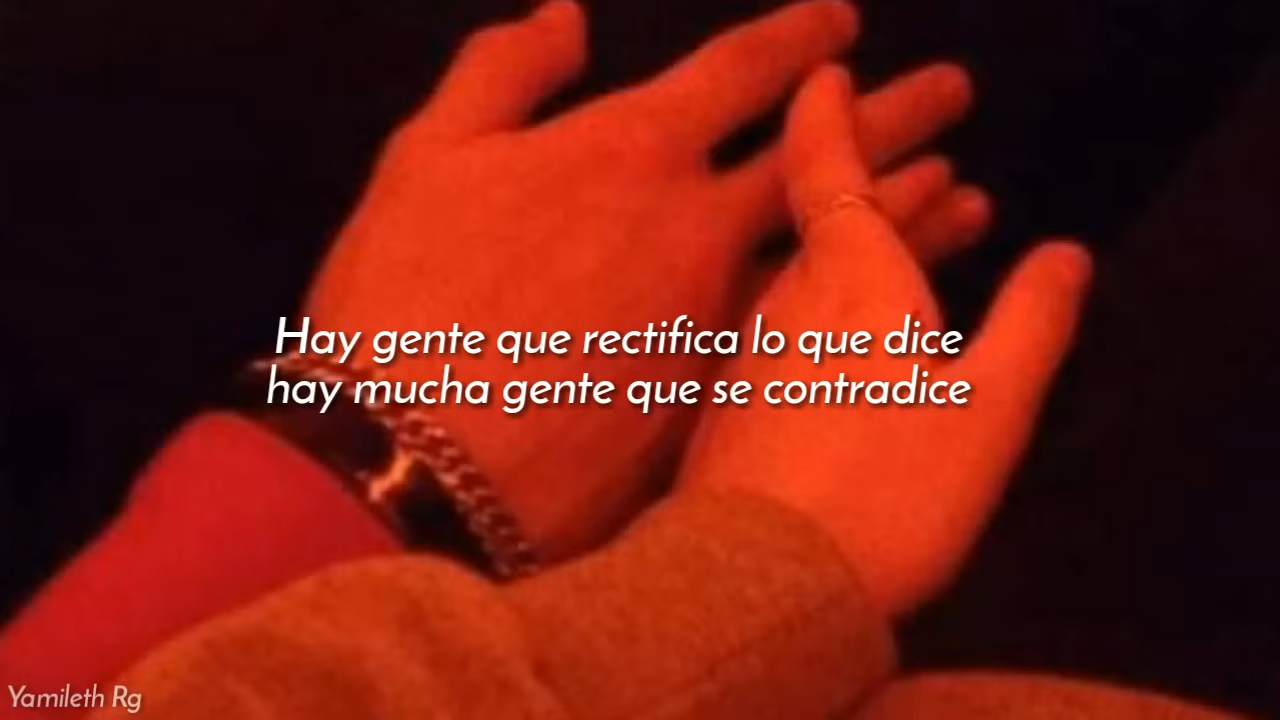 Hay gente que rectifica lo que dice
hay mucha gente que se contradice
Yamileth Rg